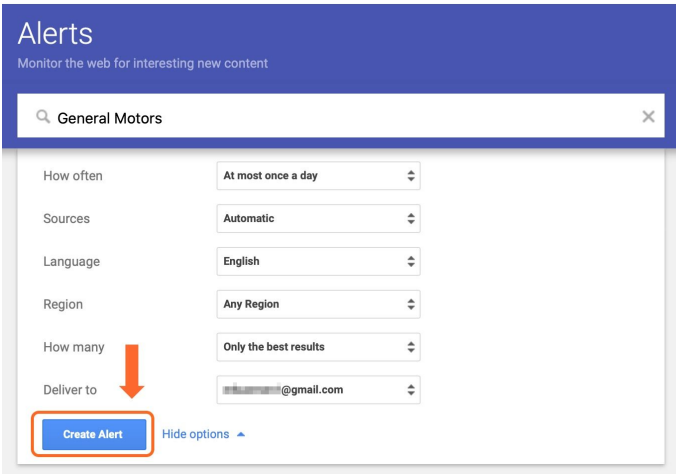 Alerts
Monitor the web for interesting new content
General Motors
How often At most once a day
Sources Automatic
Language English
Region Any Region
How many Only the best results
Deliver to @gmail.com
Create Alert Hide options